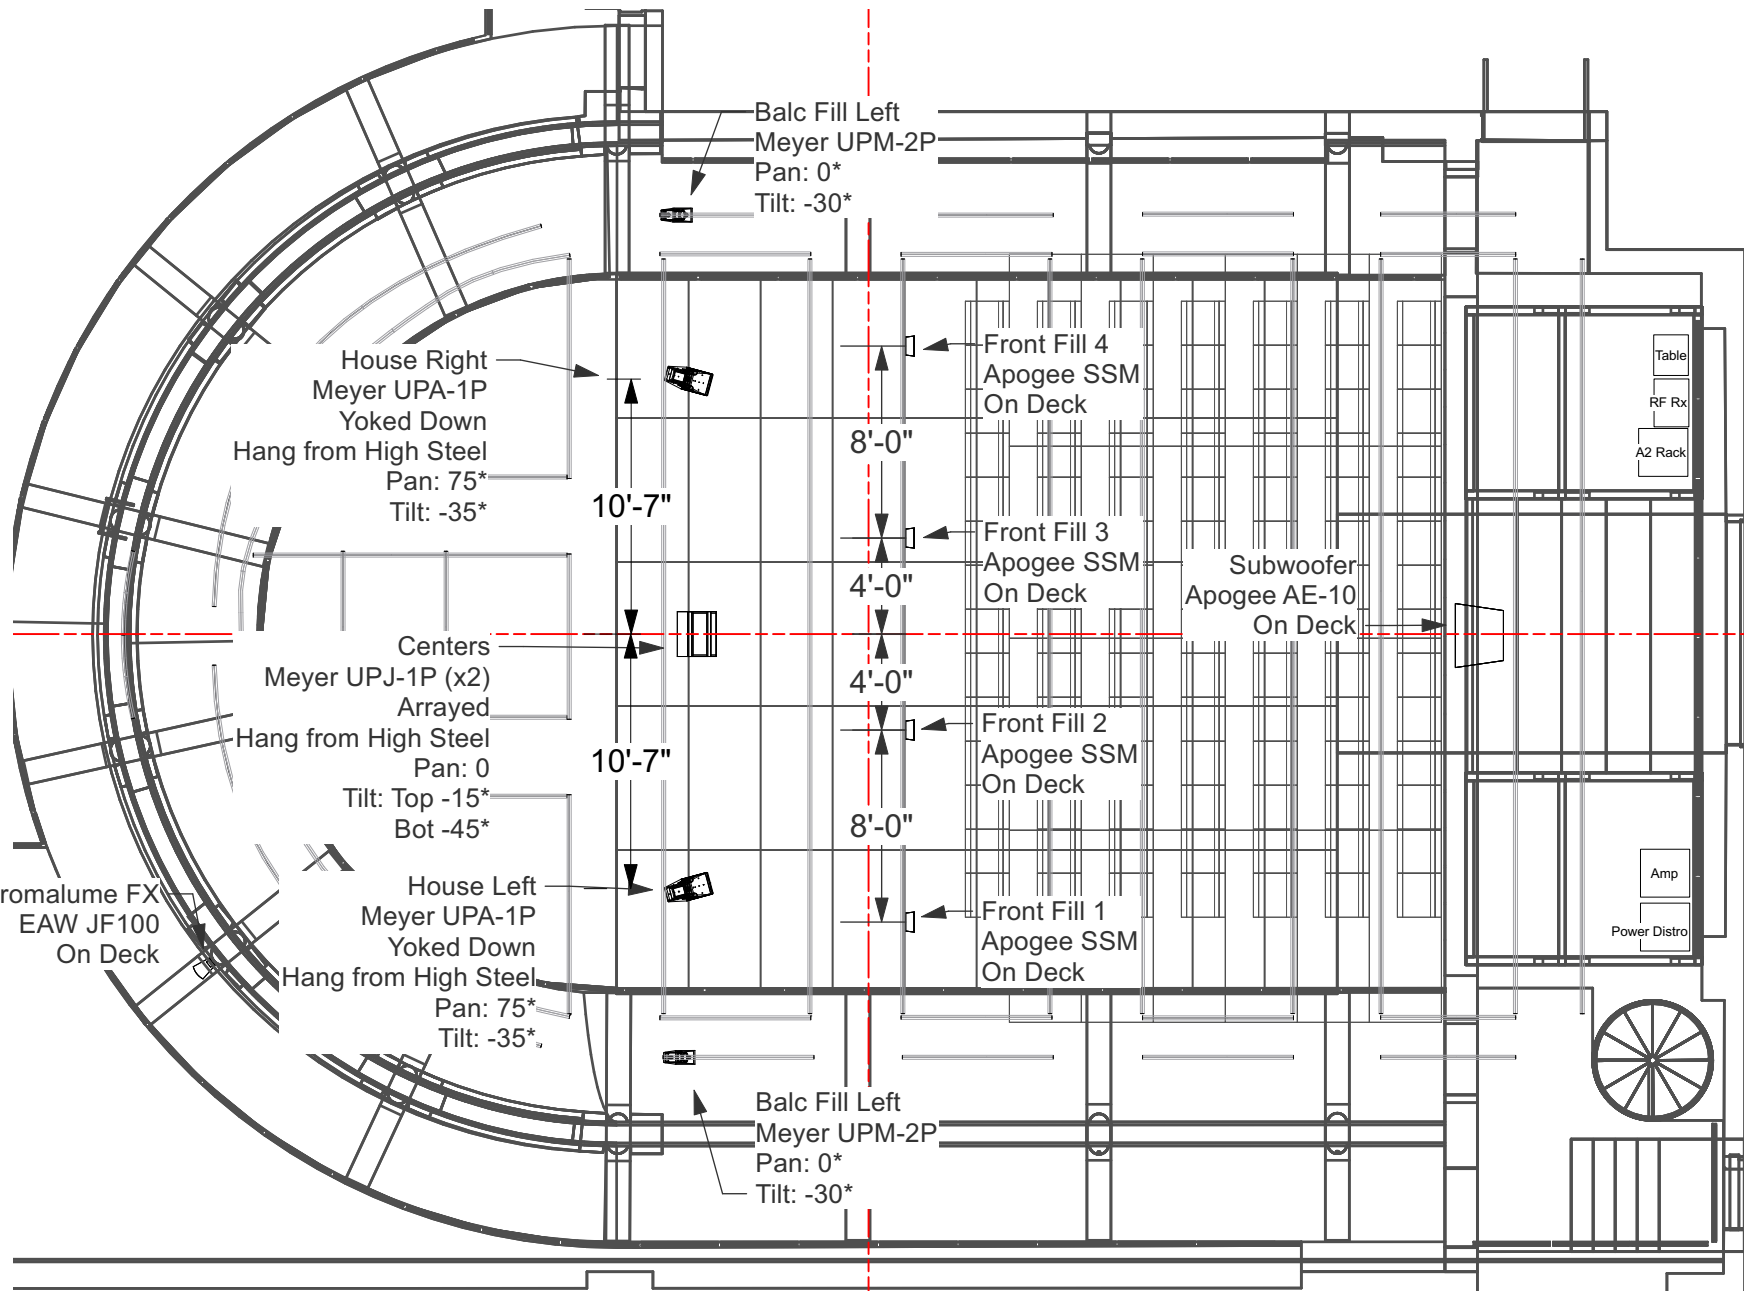 Balc Fill Left
Meyer UPM-2P
Pan: 0*
Tilt: -30*
House Right
Meyer UPA-1P
Yoked Down
Hang from High Steel
Pan: 75*
Tilt: -35*
10'-7"
Front Fill 4
Apogee SSM
On Deck
8'-0"
Front Fill 3
Apogee SSM
On Deck
4'-0"
Table
RF Rx
A2 Rack
Subwoofer
Apogee AE-10
On Deck
Centers
Meyer UPJ-1P (x2)
Arrayed
Hang from High Steel
Pan: 0
Tilt: Top -15*
Bot -45*
4'-0"
10'-7"
Front Fill 2
Apogee SSM
On Deck
8'-0"
romalume FX
EAW JF100
On Deck
House Left
Meyer UPA-1P
Yoked Down
Hang from High Steel
Pan: 75*
Tilt: -35*
Front Fill 1
Apogee SSM
On Deck
Amp
Power Distro
Balc Fill Left
Meyer UPM-2P
Pan: 0*
Tilt: -30*